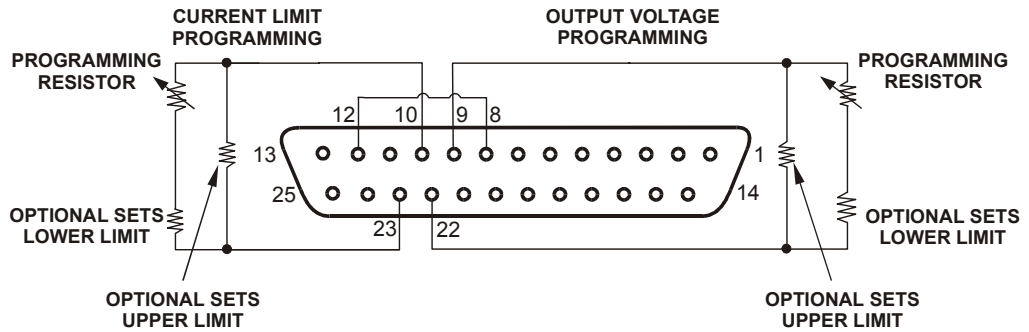 CURRENT LIMIT
PROGRAMMING
OUTPUT VOLTAGE
PROGRAMMING
PROGRAMMING
RESISTOR
PROGRAMMING
RESISTOR
12
10
9
8
13
1
25
14
23
22
OPTIONAL SETS
LOWER LIMIT
OPTIONAL SETS
LOWER LIMIT
OPTIONAL SETS
UPPER LIMIT
OPTIONAL SETS
UPPER LIMIT